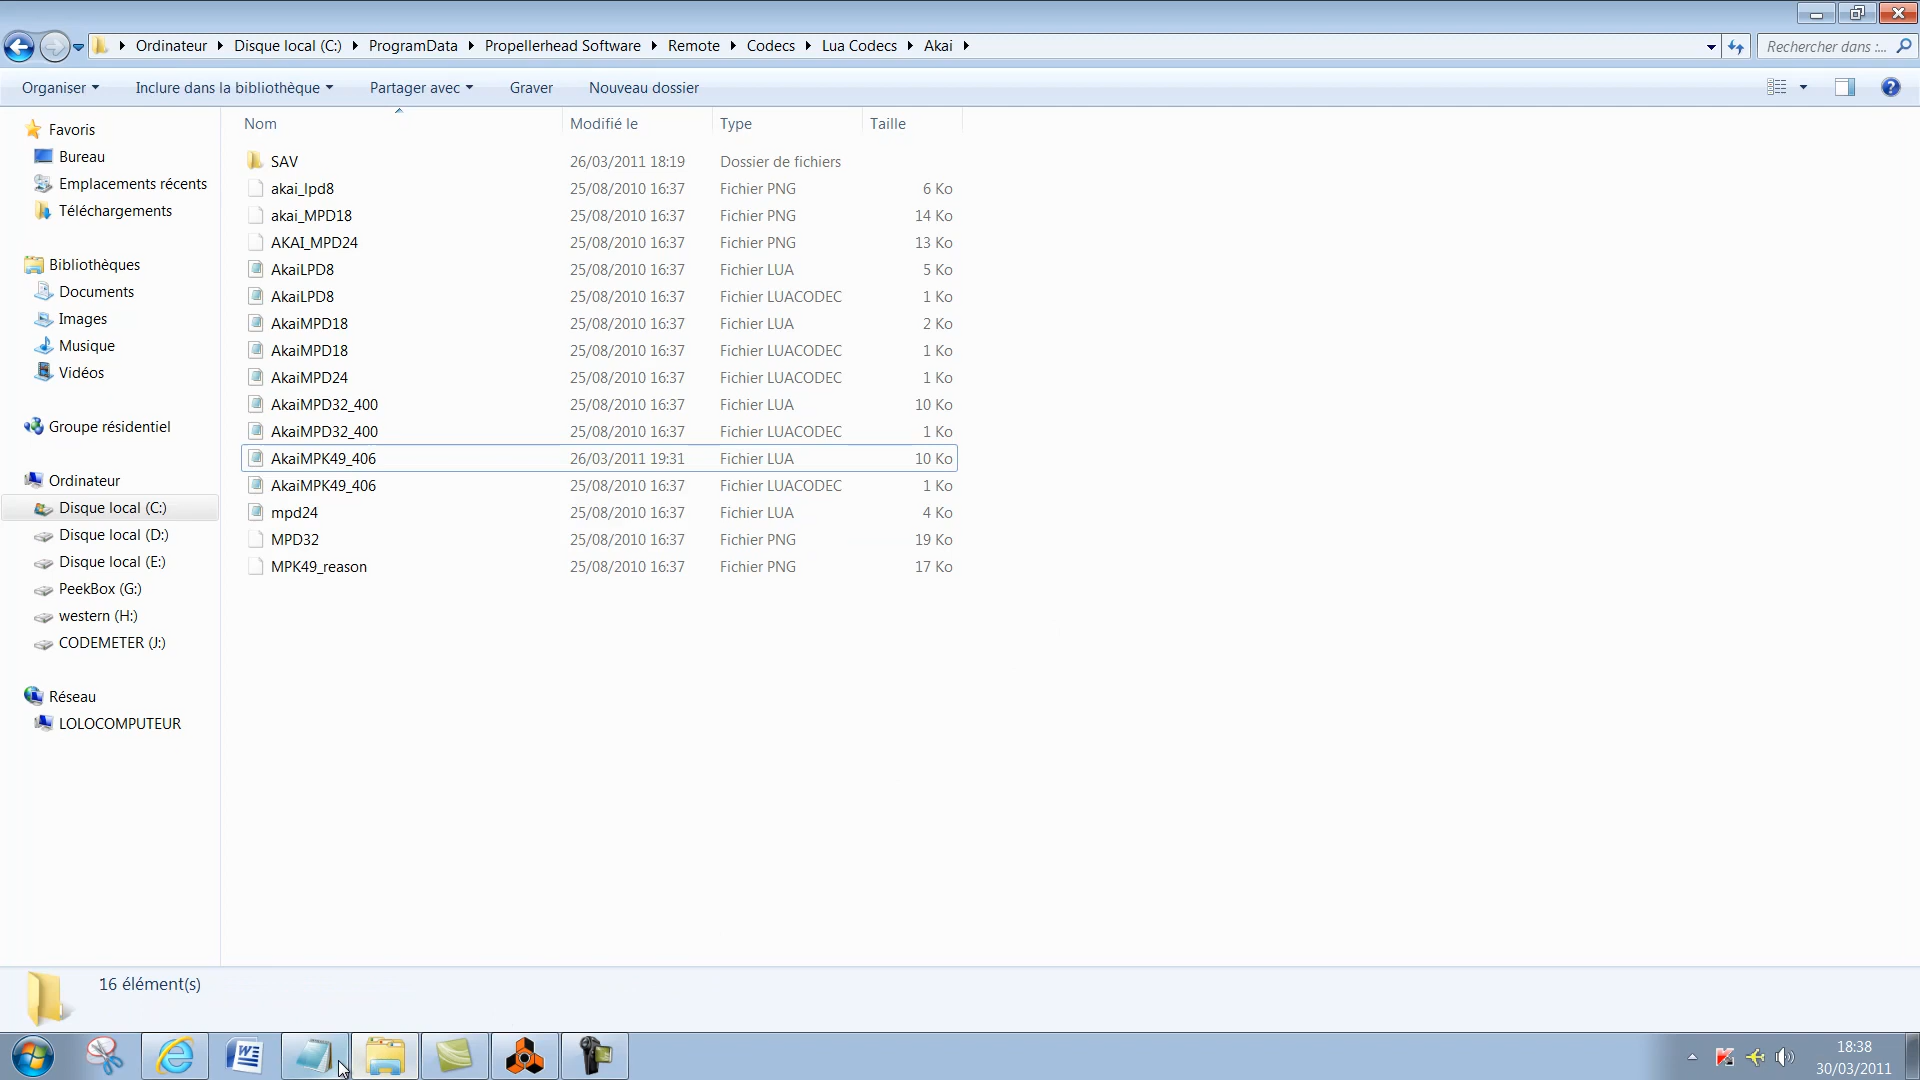 Ordinateur Disque local (C:) ProgramData Propellerhead Software Remote Codecs Lua Codecs Akai Rechercher dans :...
Organiser Inclure dans la bibliothèque Partager avec Graver Nouveau dossier
Favoris
Bureau
Emplacements récents
Téléchargements
Bibliothèques
Documents
Images
Musique
Vidéos
Groupe résidentiel
Ordinateur
Disque local (C:)
Disque local (D:)
Disque local (E:)
PeekBox (G:)
western (H:)
CODEMETER (J:)
Réseau
LOLOCOMPUTEUR
Nom Modifié le Type Taille
SAV 26/03/2011 18:19 Dossier de fichiers
akai_lpd8 25/08/2010 16:37 Fichier PNG 6 Ko
akai_MPD18 25/08/2010 16:37 Fichier PNG 14 Ko
AKAI_MPD24 25/08/2010 16:37 Fichier PNG 13 Ko
AkaiLPD8 25/08/2010 16:37 Fichier LUA 5 Ko
AkaiLPD8 25/08/2010 16:37 Fichier LUACODEC 1 Ko
AkaiMPD18 25/08/2010 16:37 Fichier LUA 2 Ko
AkaiMPD18 25/08/2010 16:37 Fichier LUACODEC 1 Ko
AkaiMPD24 25/08/2010 16:37 Fichier LUACODEC 1 Ko
AkaiMPD32_400 25/08/2010 16:37 Fichier LUA 10 Ko
AkaiMPD32_400 25/08/2010 16:37 Fichier LUACODEC 1 Ko
AkaiMPK49_406 26/03/2011 19:31 Fichier LUA 10 Ko
AkaiMPK49_406 25/08/2010 16:37 Fichier LUACODEC 1 Ko
mpd24 25/08/2010 16:37 Fichier LUA 4 Ko
MPD32 25/08/2010 16:37 Fichier PNG 19 Ko
MPK49_reason 25/08/2010 16:37 Fichier PNG 17 Ko
16 élément(s)
18:38
30/03/2011